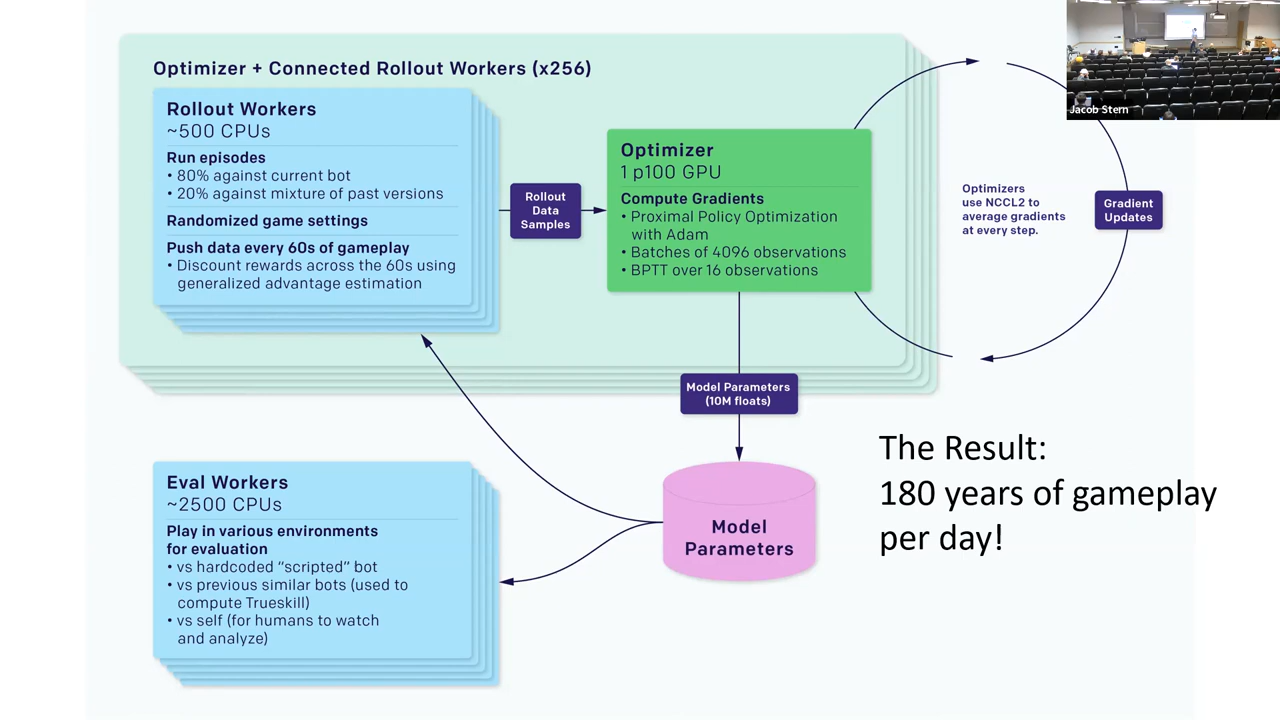 Optimizer + Connected Rollout Workers (x256)
Rollout Workers
~500 CPUs
Run episodes
• 80% against current bot
• 20% against mixture of past versions
Randomized game settings
Push data every 60s of gameplay
• Discount rewards across the 60s using
generalized advantage estimation
Rollout
Data
Samples
Optimizer
1 p100 GPU
Compute Gradients
• Proximal Policy Optimization
with Adam
• Batches of 4096 observations
• BPTT over 16 observations
Optimizers
use NCCL2 to
average gradients
at every step.
Gradient
Updates
Jacob Stern
Model Parameters
(10M floats)
Eval Workers
~2500 CPUs
Play in various environments
for evaluation
• vs hardcoded “scripted” bot
• vs previous similar bots (used to
compute Trueskill)
• vs self (for humans to watch
and analyze)
Model
Parameters
The Result:
180 years of gameplay
per day!